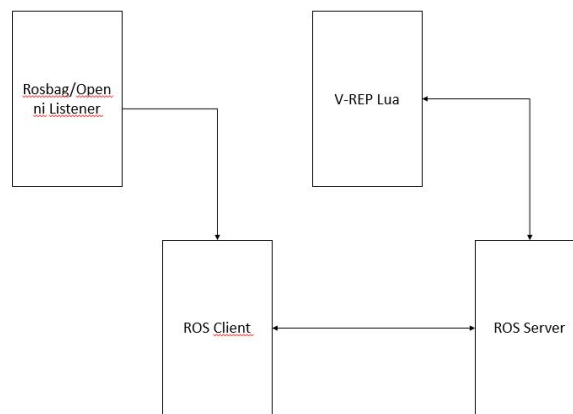 Rosbag/Open
ni Listener
V-REP Lua
ROS Client
ROS Server